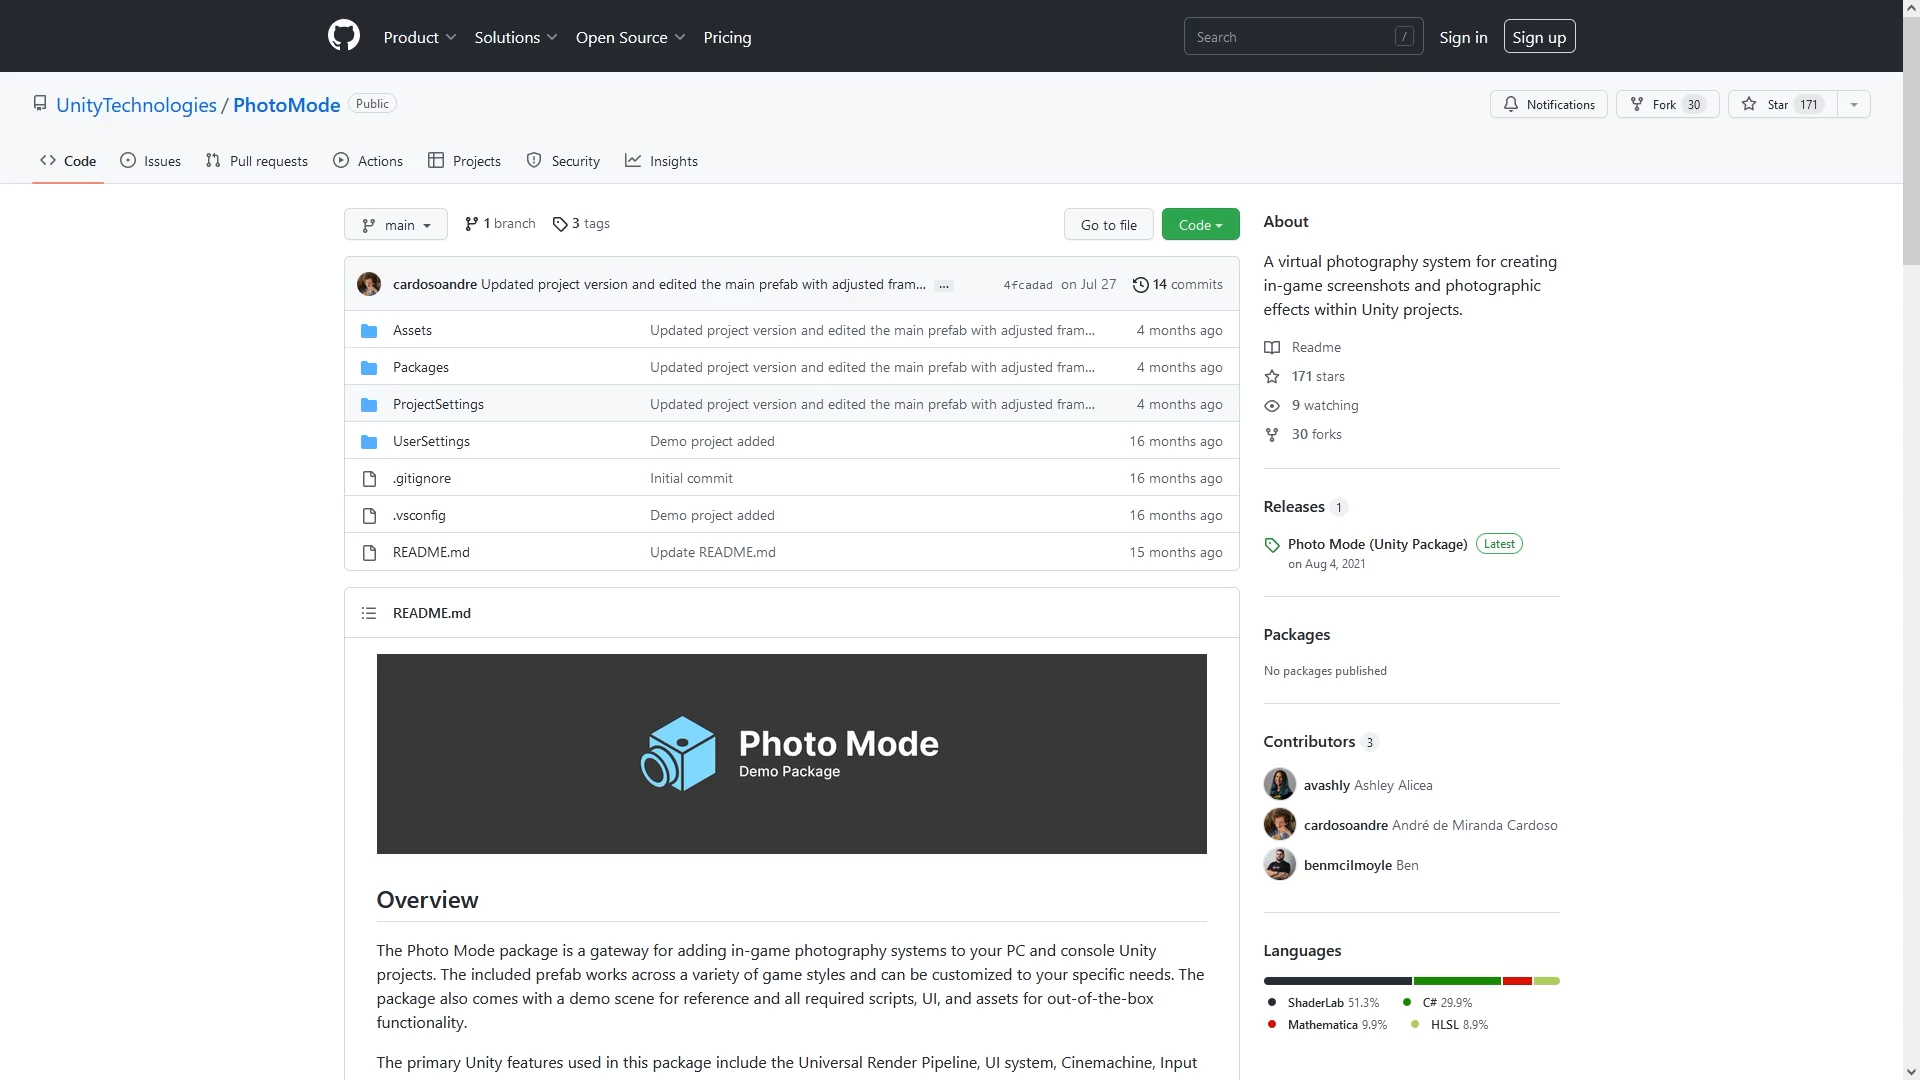 Product Solutions Open Source Pricing Search / Sign in Sign up
UnityTechnologies / PhotoMode Public Notifications Fork 30 Star 171
Code Issues Pull requests Actions Projects Security Insights
main 1 branch 3 tags Go to file Code
cardosoandre Updated project version and edited the main prefab with adjusted fram... ... 4fcadad on Jul 27 14 commits
Assets Updated project version and edited the main prefab with adjusted fram... 4 months ago
Packages Updated project version and edited the main prefab with adjusted fram... 4 months ago
ProjectSettings Updated project version and edited the main prefab with adjusted fram... 4 months ago
UserSettings Demo project added 16 months ago
.gitignore Initial commit 16 months ago
.vsconfig Demo project added 16 months ago
README.md Update README.md 15 months ago
README.md
Photo Mode
Demo Package
Overview
The Photo Mode package is a gateway for adding in-game photography systems to your PC and console Unity
projects. The included prefab works across a variety of game styles and can be customized to your specific needs. The
package also comes with a demo scene for reference and all required scripts, UI, and assets for out-of-the-box
functionality.
The primary Unity features used in this package include the Universal Render Pipeline, UI system, Cinemachine, Input
About
A virtual photography system for creating
in-game screenshots and photographic
effects within Unity projects.
Readme
171 stars
9 watching
30 forks
Releases 1
Photo Mode (Unity Package) Latest
on Aug 4, 2021
Packages
No packages published
Contributors 3
avashly Ashley Alicea
cardosoandre André de Miranda Cardoso
benmcilmoyle Ben
Languages
ShaderLab 51.3% C# 29.9%
Mathematica 9.9% HLSL 8.9%